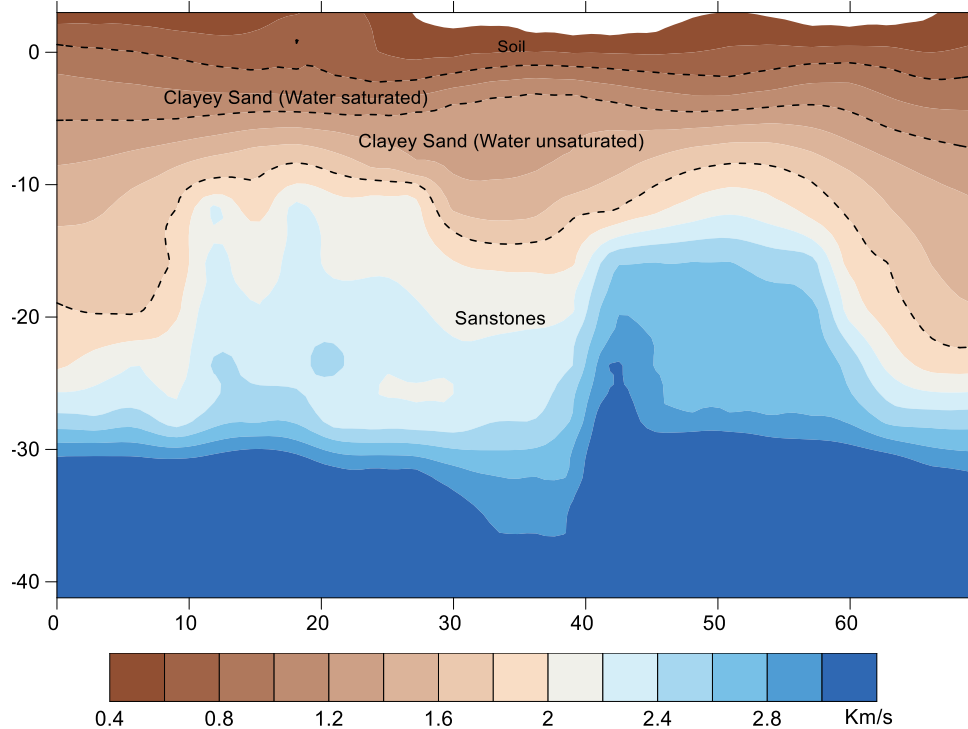 0
Soil
Clayey Sand (Water saturated)
Clayey Sand (Water unsaturated)
-10
-20
Sanstones
-30
-40
0 10 20 30 40 50 60
0.4 0.8 1.2 1.6 2 2.4 2.8 Km/s